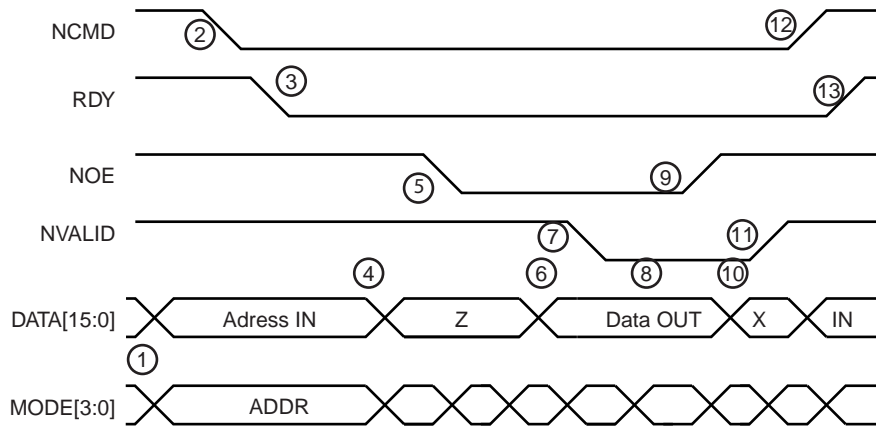 NCMD 2 12
RDY 3 13
NOE 5 9
NVALID 7 11
4 6 8 10
DATA[15:0] Adress IN Z Data OUT X IN
1
MODE[3:0] ADDR